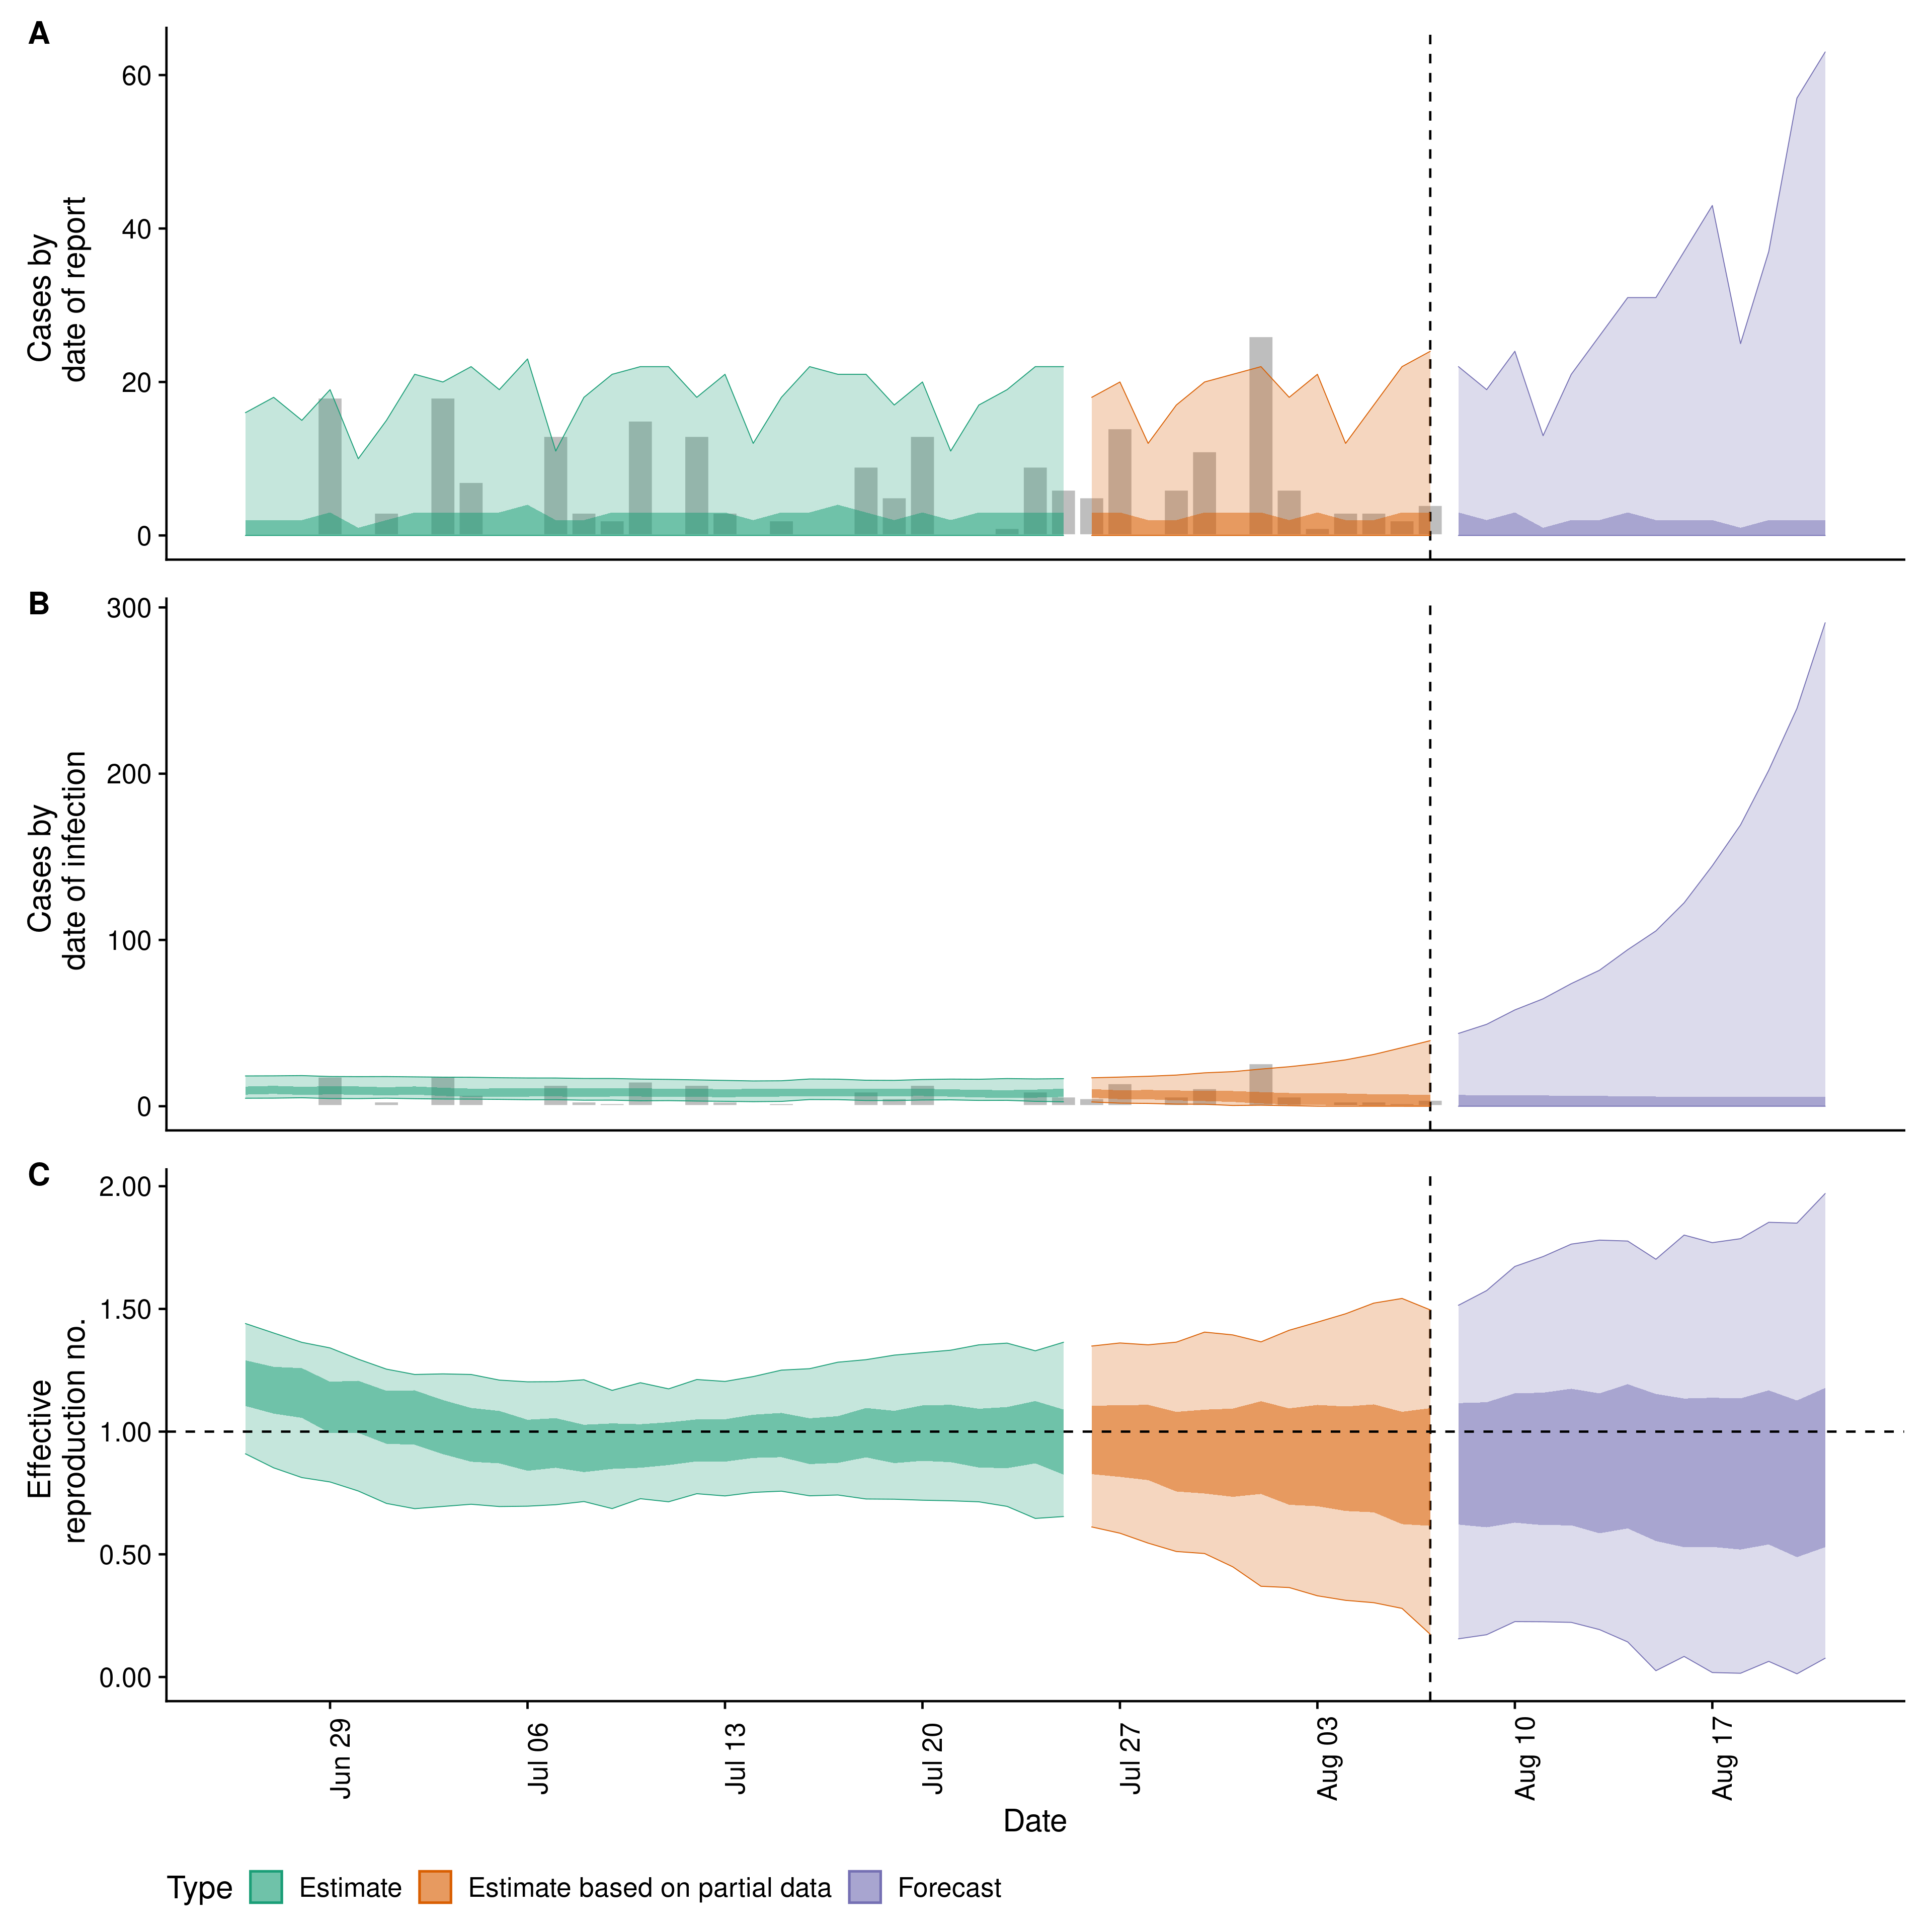 A
Cases by
date of report
60
40
20
0
B
Cases by
date of infection
300
200
100
0
C
Effective
reproduction no.
2.00
1.50
1.00
0.50
0.00
Jun 29
Jul 06
Jul 13
Jul 20
Jul 27
Aug 03
Aug 10
Aug 17
Date
Type Estimate Estimate based on partial data Forecast